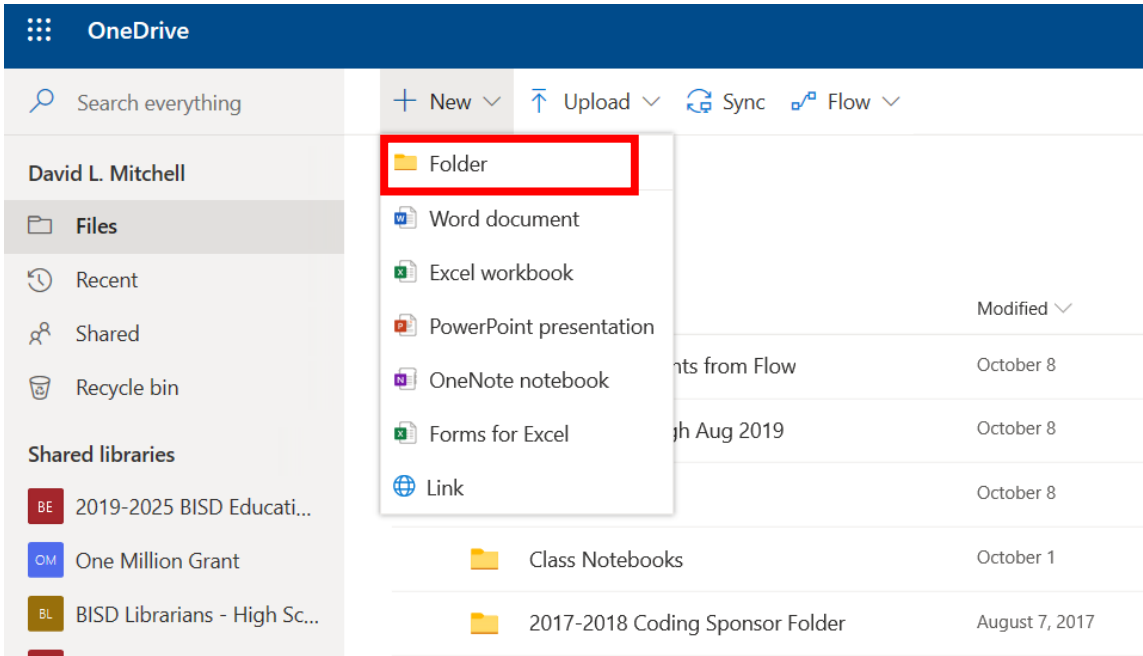 OneDrive
Search everything
New
Upload
Sync
Flow
David L. Mitchell
Files
Recent
Shared
Recycle bin
Shared libraries
BE 2019-2025 BISD Educati...
OM One Million Grant
BL BISD Librarians - High Sc...
Folder
Word document
Excel workbook
PowerPoint presentation
OneNote notebook
Forms for Excel
Link
Modified
from Flow October 8
Aug 2019 October 8
October 8
Class Notebooks October 1
2017-2018 Coding Sponsor Folder August 7, 2017